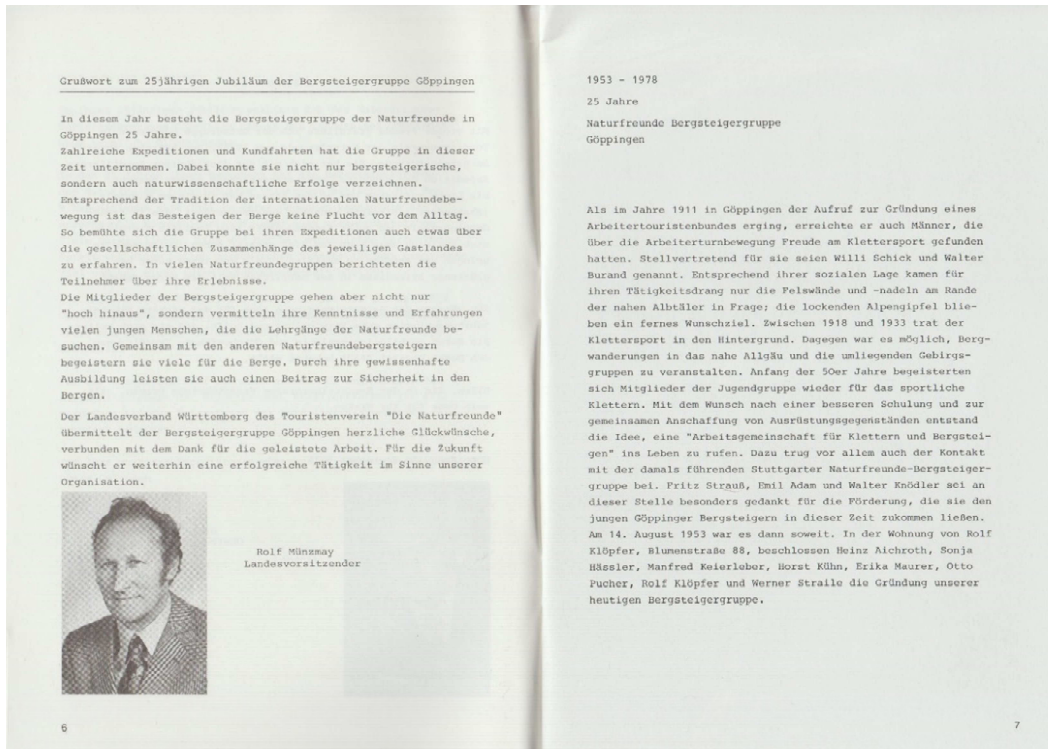 Grußwort zum 25jährigen Jubiläum der Bergsteigergruppe Göppingen
In diesem Jahr besteht die Bergsteigergruppe der Naturfreunde in
Göppingen 25 Jahre.
Zahlreiche Expeditionen und Kundfahrten hat die Gruppe in dieser
Zeit unternommen. Dabei konnte sie nicht nur bergsteigerische,
sondern auch naturwissenschaftliche Erfolge verzeichnen.
Entsprechend der Tradition der internationalen Naturfreundebe-
wegung ist das Besteigen der Berge keine Flucht vor dem Alltag.
So bemühte sich die Gruppe bei ihren Expeditionen auch etwas über
die gesellschaftlichen Zusammenhänge des jeweiligen Gastlandes
zu erfahren. In vielen Naturfreundegruppen berichteten die
Teilnehmer über ihre Erlebnisse.
Die Mitglieder der Bergsteigergruppe gehen aber nicht nur
"hoch hinaus", sondern vermitteln ihre Kenntnisse und Erfahrungen
vielen jungen Menschen, die die Lehrgänge der Naturfreunde be-
suchen. Gemeinsam mit den anderen Naturfreundebergsteigern
begeistern sie viele für die Berge. Durch ihre gewissenhafte
Ausbildung leisten sie auch einen Beitrag zur Sicherheit in den
Bergen.
Der Landesverband Württemberg des Touristenverein "Die Naturfreunde"
übermittelt der Bergsteigergruppe Göppingen herzliche Glückwünsche,
verbunden mit dem Dank für die geleistete Arbeit. Für die Zukunft
wünscht er weiterhin eine erfolgreiche Tätigkeit im Sinne unserer
Organisation.
Rolf Münzmay
Landesvorsitzender
6
1953 - 1978
25 Jahre
Naturfreunde Bergsteigergruppe
Göppingen
Als im Jahre 1911 in Göppingen der Aufruf zur Gründung eines
Arbeitertouristenbundes erging, erreichte er auch Männer, die
über die Arbeiterturnbewegung Freude am Klettersport gefunden
hatten. Stellvertretend für sie seien Willi Schick und Walter
Burand genannt. Entsprechend ihrer sozialen Lage kamen für
ihren Tätigkeitsdrang nur die Felswände und -nadeln am Rande
der nahen Albtäler in Frage; die lockenden Alpengipfel blie-
ben ein fernes Wunschziel. Zwischen 1918 und 1933 trat der
Klettersport in den Hintergrund. Dagegen war es möglich, Berg-
wanderungen in das nahe Allgäu und die umliegenden Gebirgs-
gruppen zu veranstalten. Anfang der 50er Jahre begeisterten
sich Mitglieder der Jugendgruppe wieder für das sportliche
Klettern. Mit dem Wunsch nach einer besseren Schulung und zur
gemeinsamen Anschaffung von Ausrüstungsgegenständen entstand
die Idee, eine "Arbeitsgemeinschaft für Klettern und Bergstei-
gen" ins Leben zu rufen. Dazu trug vor allem auch der Kontakt
mit der damals führenden Stuttgarter Naturfreunde-Bergsteiger-
gruppe bei. Fritz Strauß, Emil Adam und Walter Knödler sei an
dieser Stelle besonders gedankt für die Förderung, die sie den
jungen Göppinger Bergsteigern in dieser Zeit zukommen ließen.
Am 14. August 1953 war es dann soweit. In der Wohnung von Rolf
Klöpfer, Blumenstraße 88, beschlossen Heinz Aichroth, Sonja
Hässler, Manfred Keierleber, Horst Kühn, Erika Maurer, Otto
Pucher, Rolf Klöpfer und Werner Straile die Gründung unserer
heutigen Bergsteigergruppe.
7